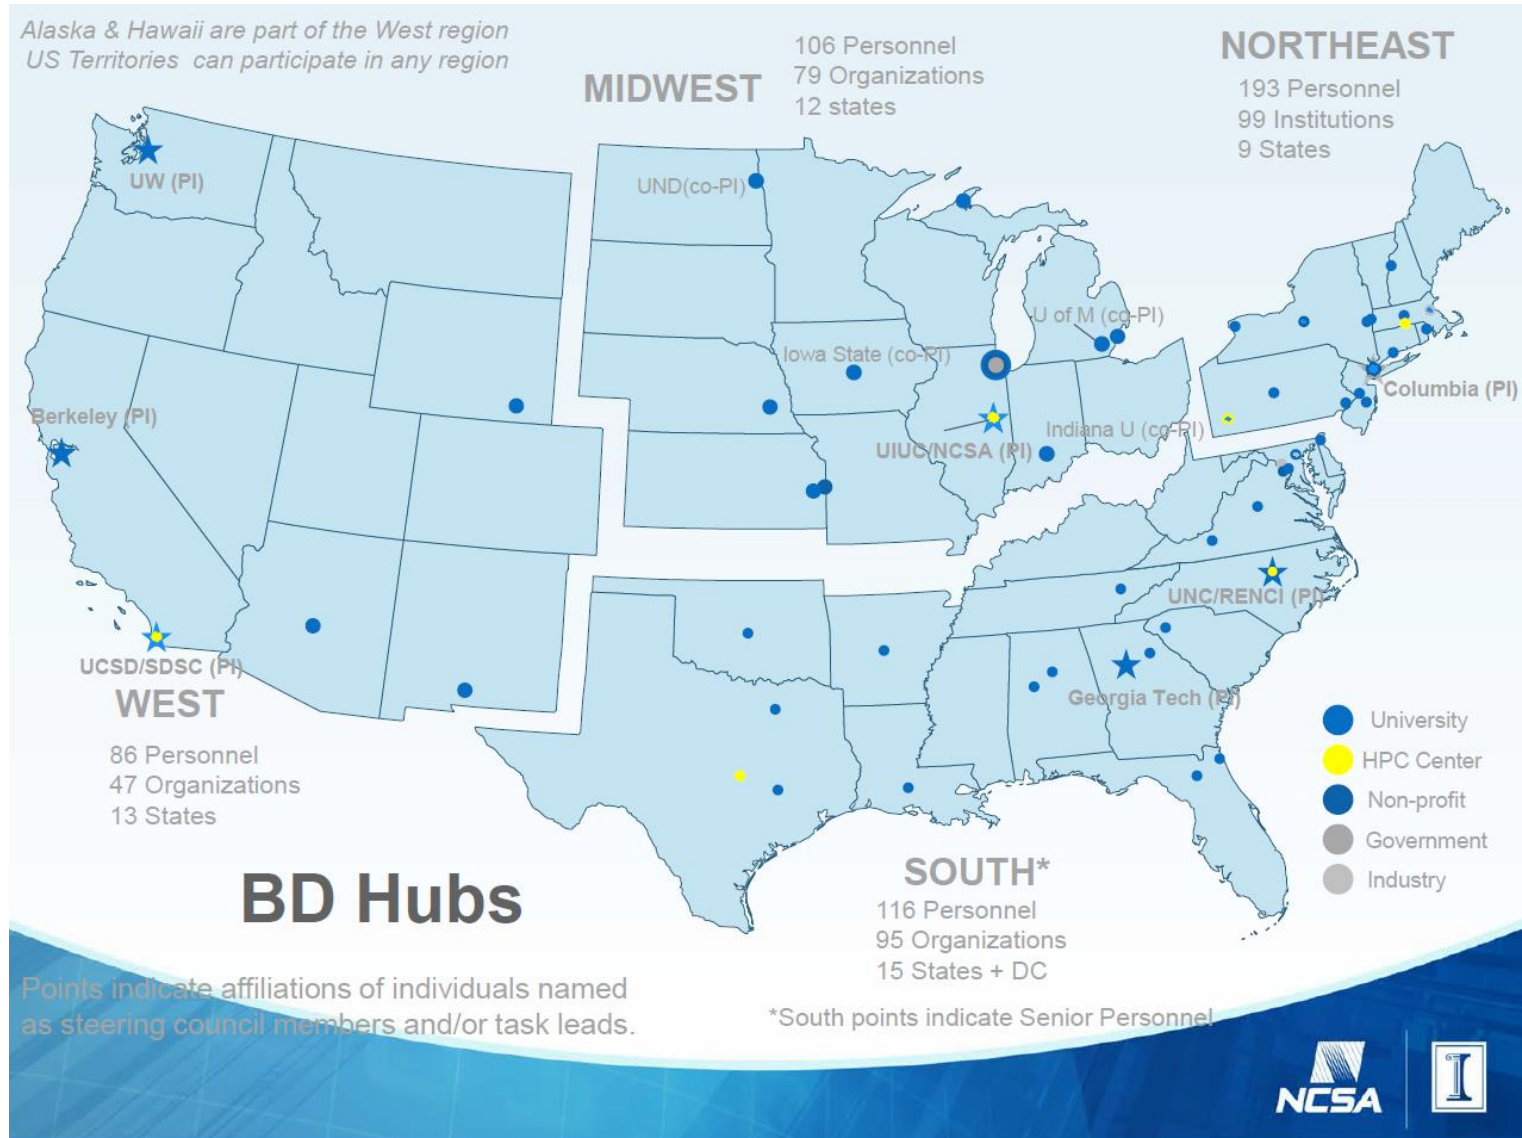 Alaska & Hawaii are part of the West region
US Territories can participate in any region
MIDWEST
106 Personnel
79 Organizations
12 states
NORTHEAST
193 Personnel
99 Institutions
9 States
UW (PI)
UND(co-PI)
U of M (co-PI)
Iowa State (co-PI)
Columbia (PI)
Berkeley (PI)
Indiana U (co-PI)
UIUC/NCSA (PI)
UNC/RENCI (PI)
UCSD/SDSC (PI)
Georgia Tech (PI)
WEST
86 Personnel
47 Organizations
13 States
University
HPC Center
Non-profit
Government
Industry
SOUTH*
116 Personnel
95 Organizations
15 States + DC
BD Hubs
Points indicate affiliations of individuals named
as steering council members and/or task leads.
*South points indicate Senior Personnel
NCSA
I